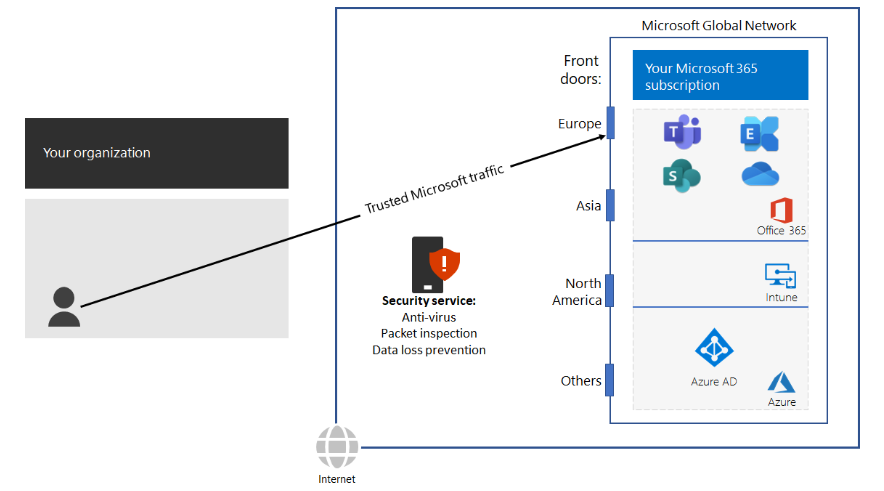 Microsoft Global Network
Your organization
Front
doors:
Your Microsoft 365
subscription
Europe
T
E
S
Trusted Microsoft traffic
Asia
Office 365
Security service:
Anti-virus
Packet inspection
Data loss prevention
North
America
Intune
Others
Azure AD
Azure
Internet